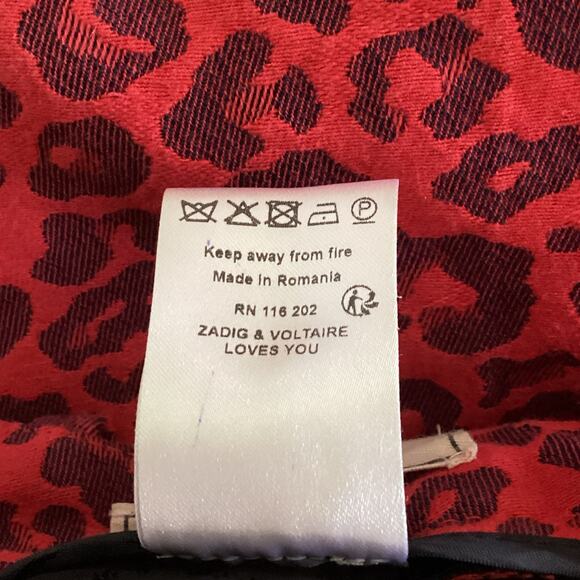 P
Keep away from fire
Made in Romania
RN 116 202
ZADIG & VOLTAIRE
LOVES YOU